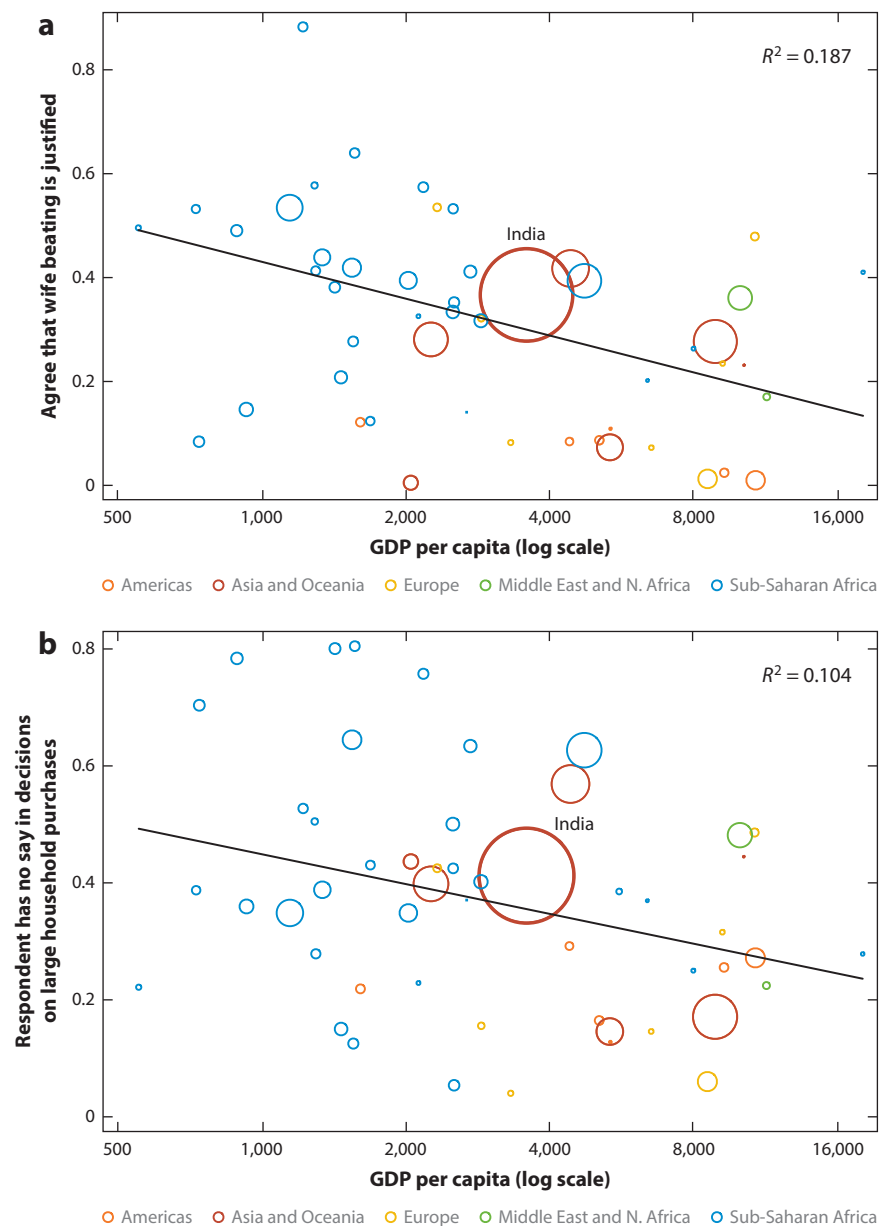 a
R² = 0.187
0.8
0.6
0.4
0.2
0
Agree that wife beating is justified
India
500
1,000
2,000
4,000
8,000
16,000
GDP per capita (log scale)
Americas
Asia and Oceania
Europe
Middle East and N. Africa
Sub-Saharan Africa
b
R² = 0.104
0.8
0.6
0.4
0.2
0
Respondent has no say in decisions
on large household purchases
India
500
1,000
2,000
4,000
8,000
16,000
GDP per capita (log scale)
Americas
Asia and Oceania
Europe
Middle East and N. Africa
Sub-Saharan Africa